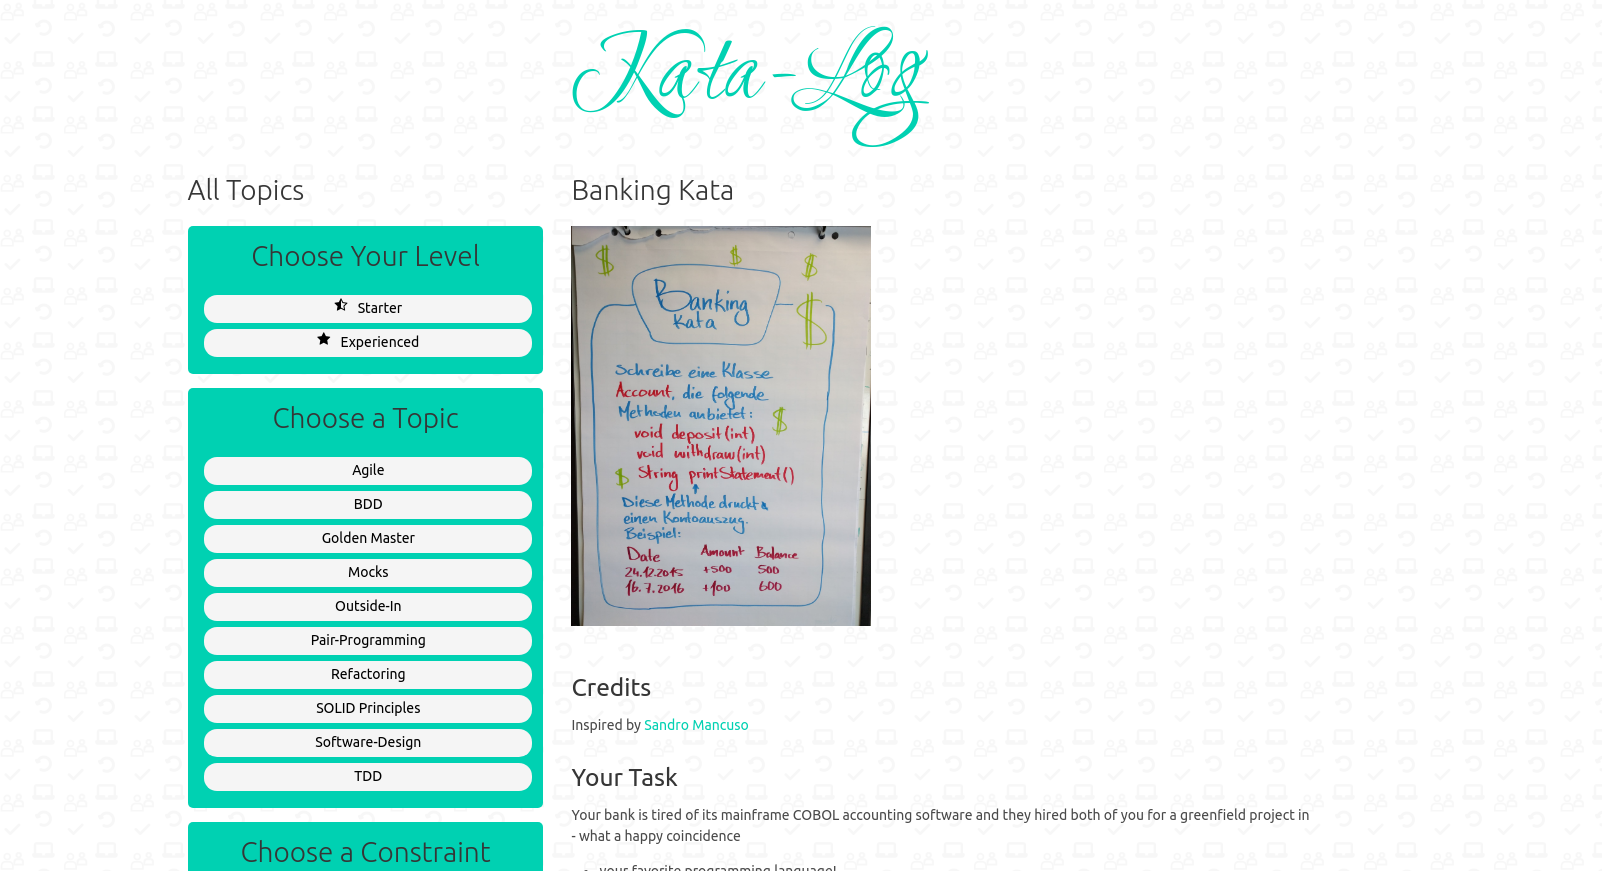 Kata-Log
All Topics
Choose Your Level
Starter
Experienced
Choose a Topic
Agile
BDD
Golden Master
Mocks
Outside-In
Pair-Programming
Refactoring
SOLID Principles
Software-Design
TDD
Choose a Constraint
Banking Kata
$ $ $
Banking
Kata
$
Schreibe eine Klasse
Account, die folgende
Methoden anbietet:
$
void deposit(int)
void withdraw(int)
$ String printStatement()
Diese Methode druckt
einen Kontoauszug.
Beispiel:
Date Amount Balance
24.12.2015 +500 500
16.7.2016 +100 600
Credits
Inspired by Sandro Mancuso
Your Task
Your bank is tired of its mainframe COBOL accounting software and they hired both of you for a greenfield project in
- what a happy coincidence
your favorite programming language!